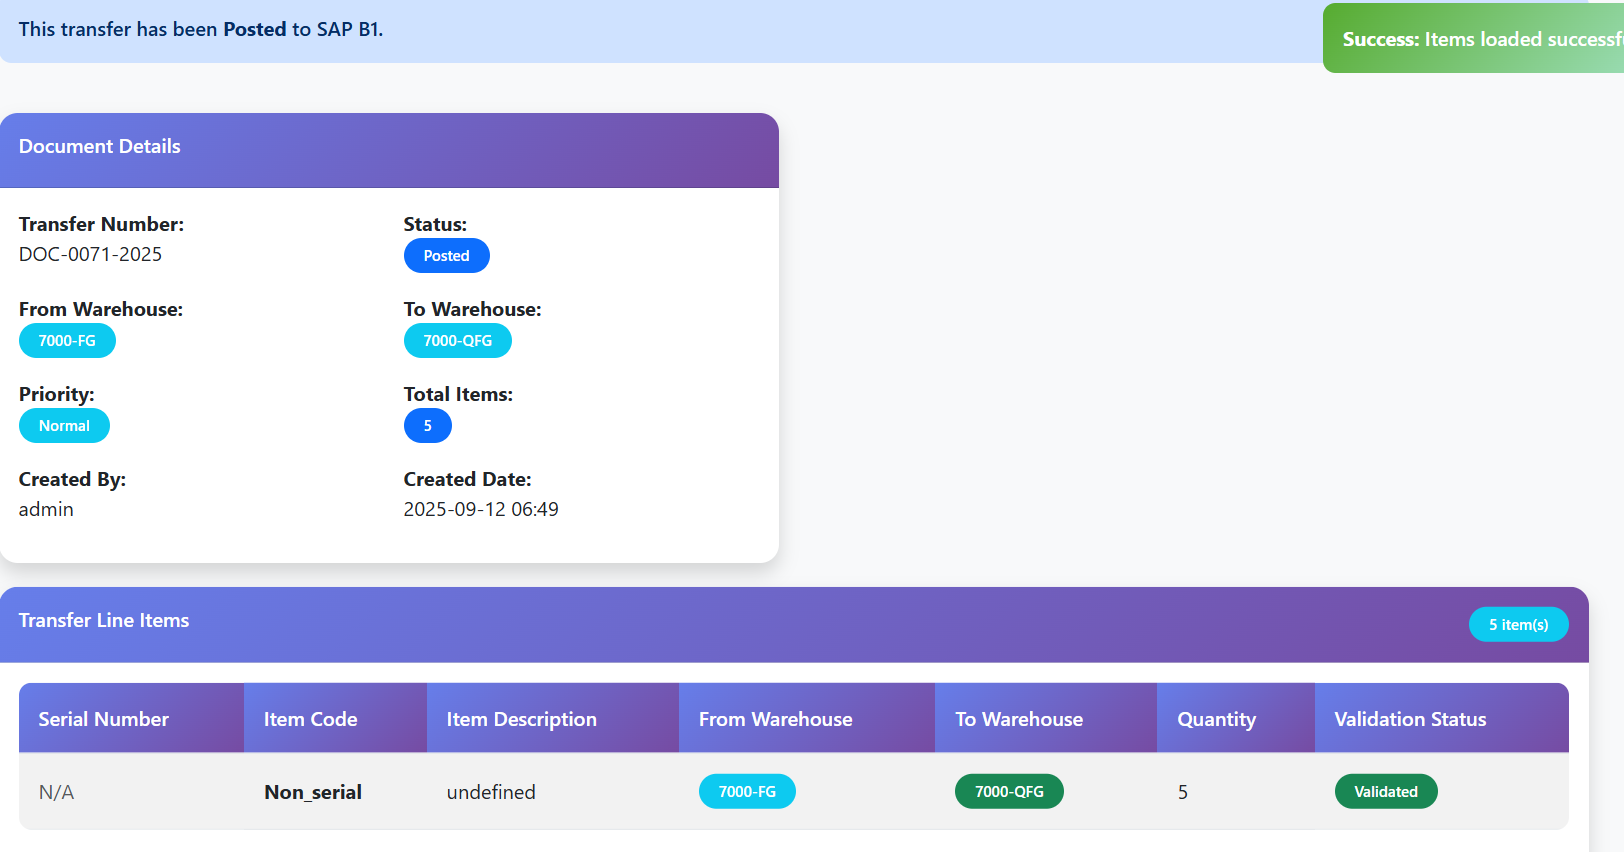 This transfer has been Posted to SAP B1.
Success: Items loaded
Document Details
Transfer Number:
DOC-0071-2025
Status:
Posted
From Warehouse:
7000-FG
To Warehouse:
7000-QFG
Priority:
Normal
Total Items:
5
Created By:
admin
Created Date:
2025-09-12 06:49
Transfer Line Items
5 item(s)
Serial Number Item Code Item Description From Warehouse To Warehouse Quantity Validation Status
N/A Non_serial undefined 7000-FG 7000-QFG 5 Validated